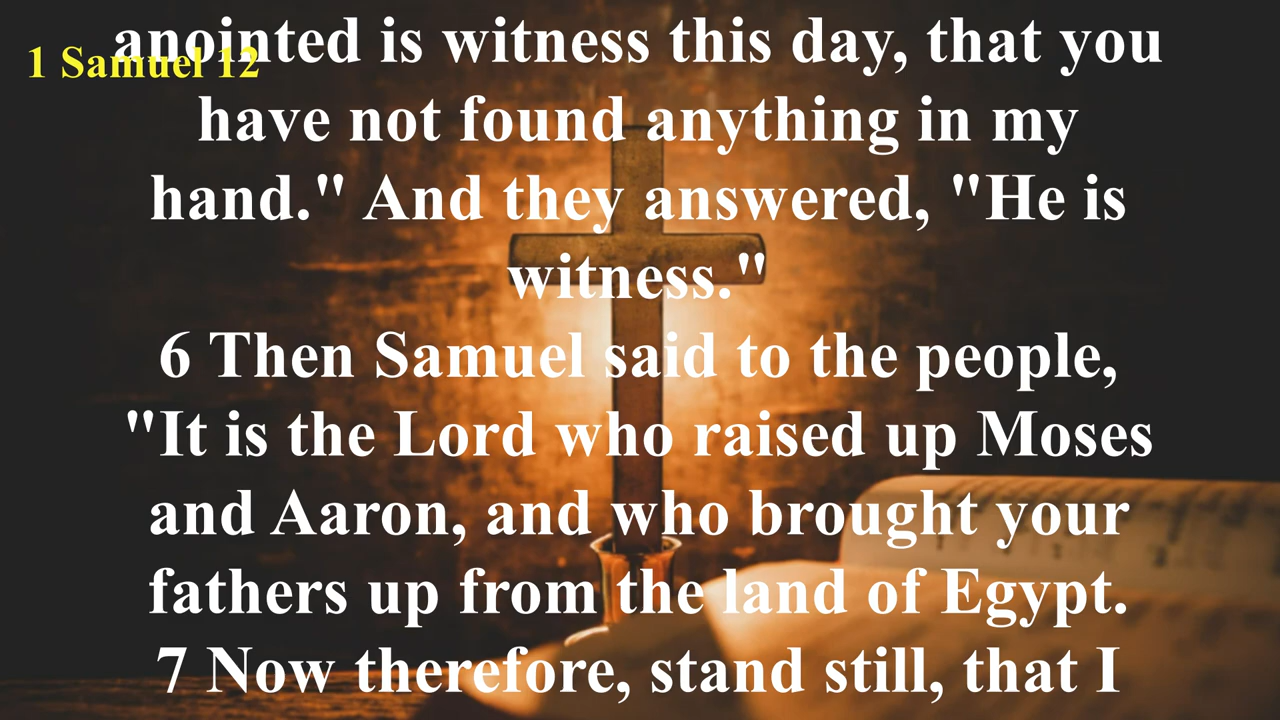 1 Samuel 12
anointed is witness this day, that you
have not found anything in my
hand." And they answered, "He is
witness."
6 Then Samuel said to the people,
"It is the Lord who raised up Moses
and Aaron, and who brought your
fathers up from the land of Egypt.
7 Now therefore, stand still, that I